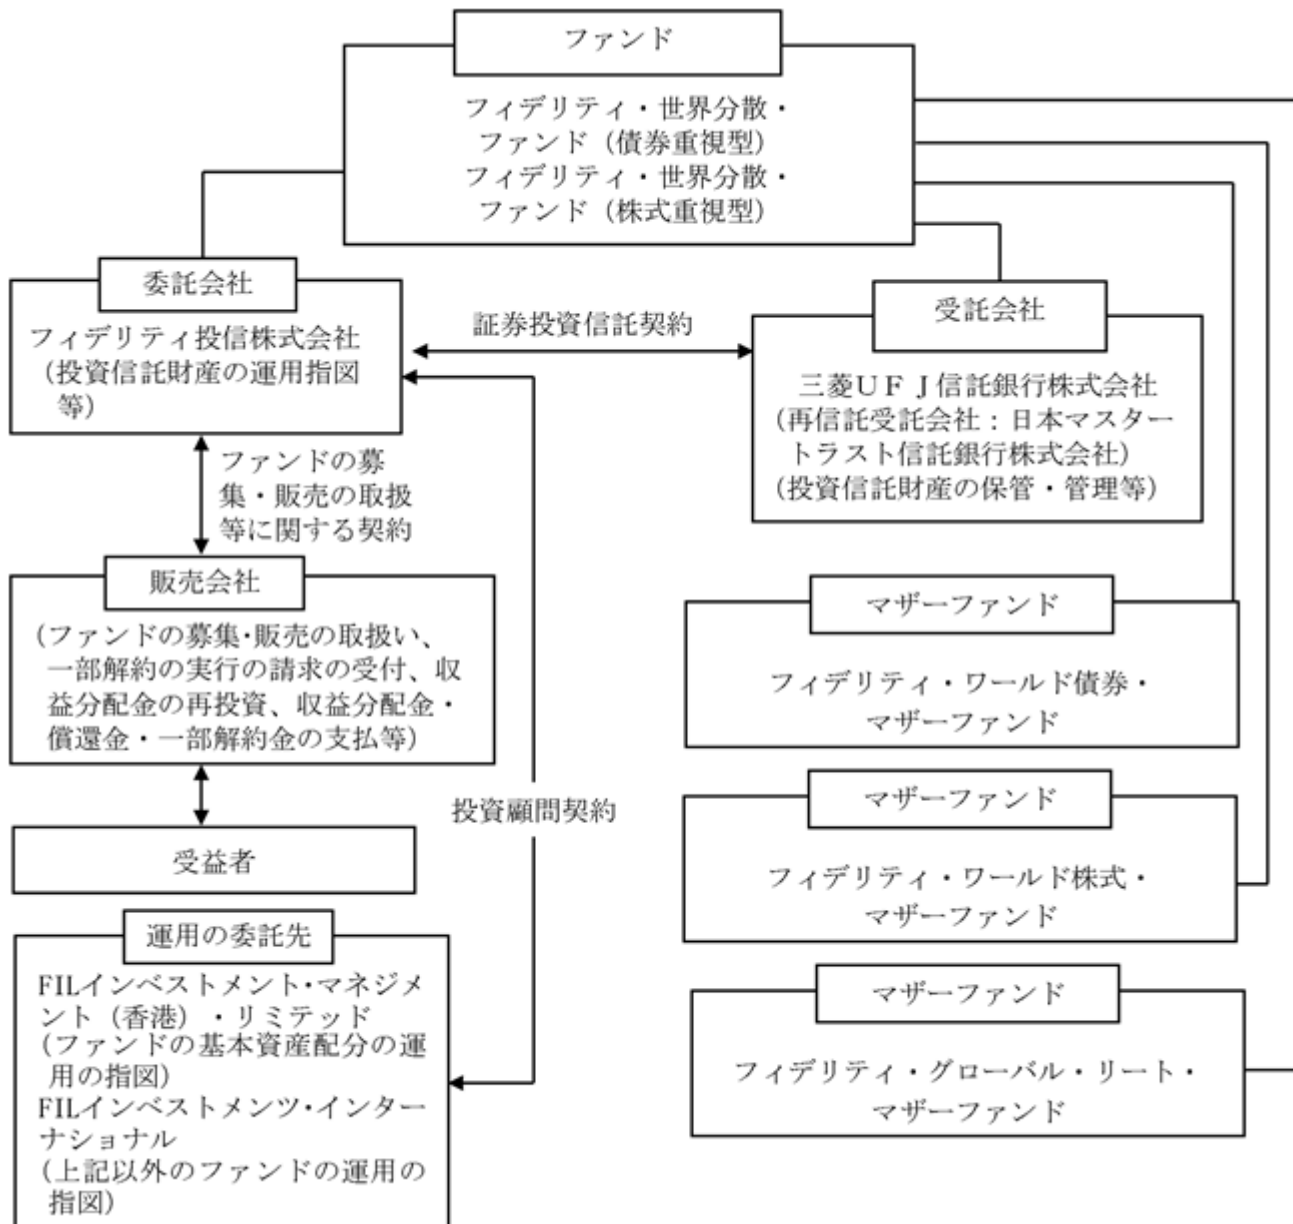 ファンド
フィデリティ・世界分散・
ファンド（債券重視型）
フィデリティ・世界分散・
ファンド（株式重視型）
委託会社
フィデリティ投信株式会社
（投資信託財産の運用指図
等）
証券投資信託契約
受託会社
三菱ＵＦＪ信託銀行株式会社
（再信託受託会社：日本マスター
トラスト信託銀行株式会社）
（投資信託財産の保管・管理等）
ファンドの募
集・販売の取扱
等に関する契約
販売会社
（ファンドの募集・販売の取扱い、
一部解約の実行の請求の受付、収
益分配金の再投資、収益分配金・
償還金・一部解約金の支払等）
投資顧問契約
受益者
運用の委託先
FILインベストメント・マネジメ
ント（香港）・リミテッド
（ファンドの基本資産配分の運
用の指図）
FILインベストメンツ・インター
ナショナル
（上記以外のファンドの運用の
指図）
マザーファンド
フィデリティ・ワールド債券・
マザーファンド
マザーファンド
フィデリティ・ワールド株式・
マザーファンド
マザーファンド
フィデリティ・グローバル・リート・
マザーファンド